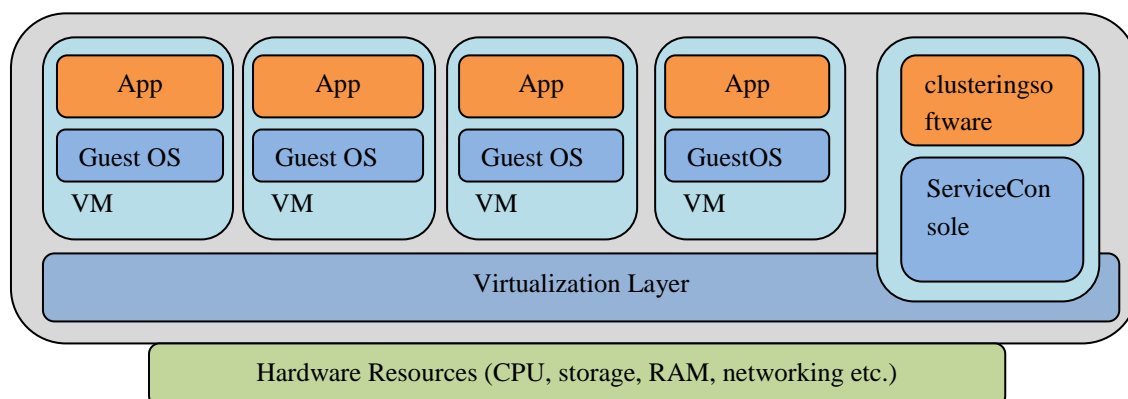 App
App
App
App
clusteringso
ftware
Guest OS
Guest OS
Guest OS
GuestOS
ServiceCon
sole
VM
VM
VM
VM
Virtualization Layer
Hardware Resources (CPU, storage, RAM, networking etc.)